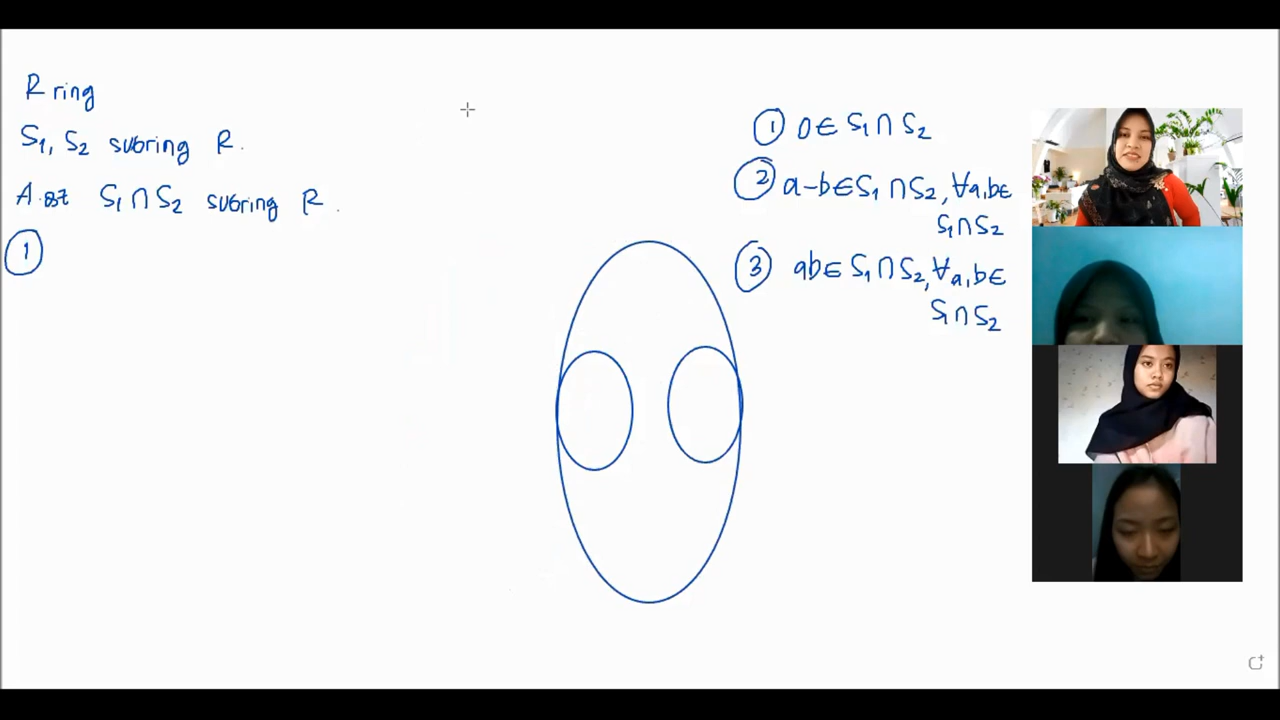 R ring
S₁, S₂ subring R.
A.dst S₁ ∩ S₂ subring R.
①
① 0 ∈ S₁ ∩ S₂
② a-b ∈ S₁ ∩ S₂, ∀a,b ∈
S₁ ∩ S₂
③ ab ∈ S₁ ∩ S₂, ∀a,b ∈
S₁ ∩ S₂